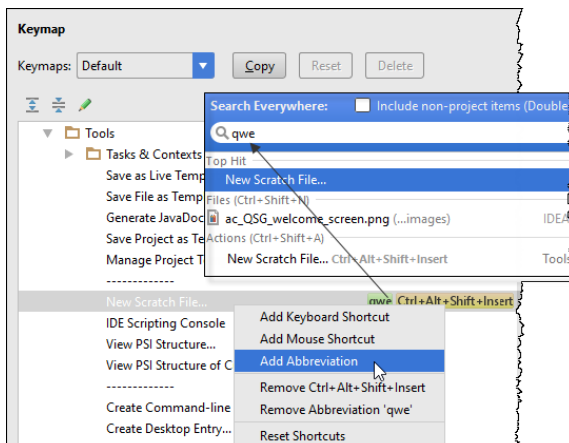 Keymap
Keymaps: Default Copy Reset Delete
Search Everywhere: Include non-project items (Double
qwe
Top Hit
New Scratch File...
Files (Ctrl+Shift+N)
ac_QSG_welcome_screen.png (...images) IDEA
Actions (Ctrl+Shift+A)
New Scratch File... Ctrl+Alt+Shift+Insert Tools
Tools
Tasks & Contexts
Save as Live Temp
Save File as Temp
Generate JavaDoc
Save Project as Te
Manage Project T
-------------
New Scratch File... qwe Ctrl+Alt+Shift+Insert
IDE Scripting Console
View PSI Structure...
View PSI Structure of C
-------------
Create Command-line
Create Desktop Entry...
Add Keyboard Shortcut
Add Mouse Shortcut
Add Abbreviation
Remove Ctrl+Alt+Shift+Insert
Remove Abbreviation 'qwe'
Reset Shortcuts